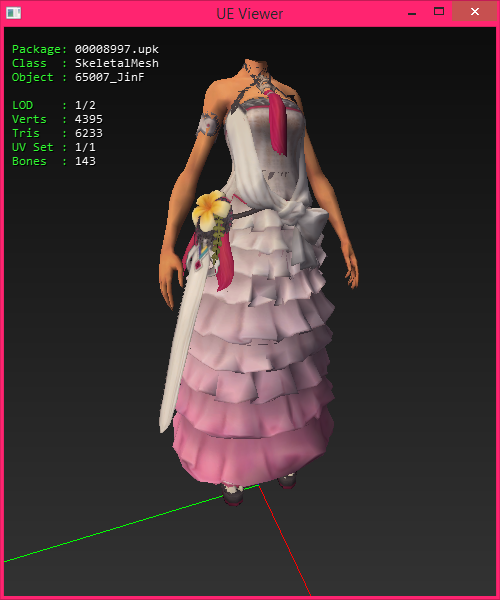 UE Viewer
Package: 00008997.upk
Class  : SkeletalMesh
Object : 65007_JinF
LOD    : 1/2
Verts  : 4395
Tris   : 6233
UV Set : 1/1
Bones  : 143